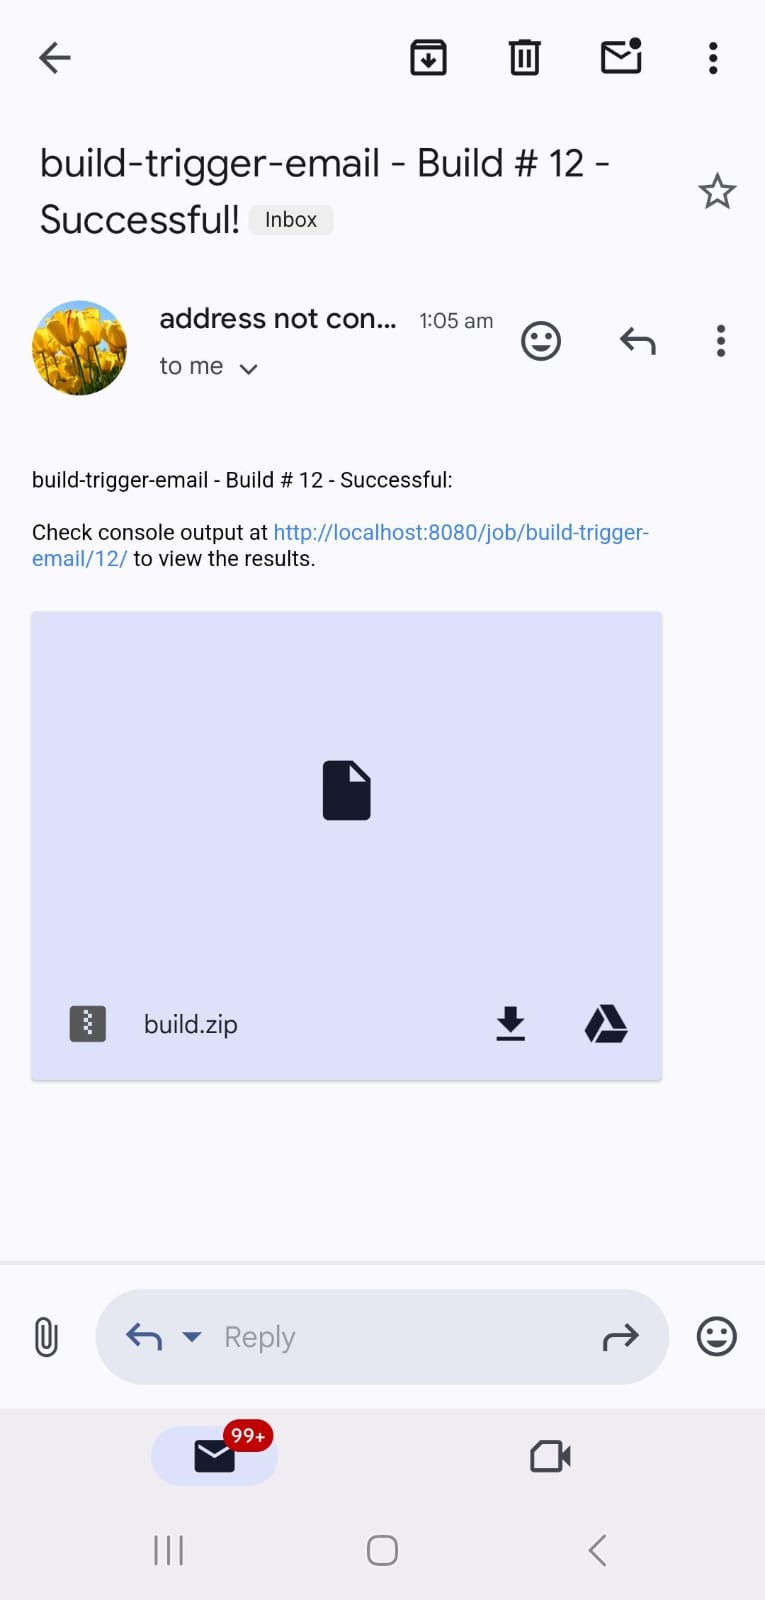 build-trigger-email - Build # 12 -
Successful! Inbox
address not con... 1:05 am
to me
build-trigger-email - Build # 12 - Successful:
Check console output at http://localhost:8080/job/build-trigger-
email/12/ to view the results.
build.zip
Reply
99+